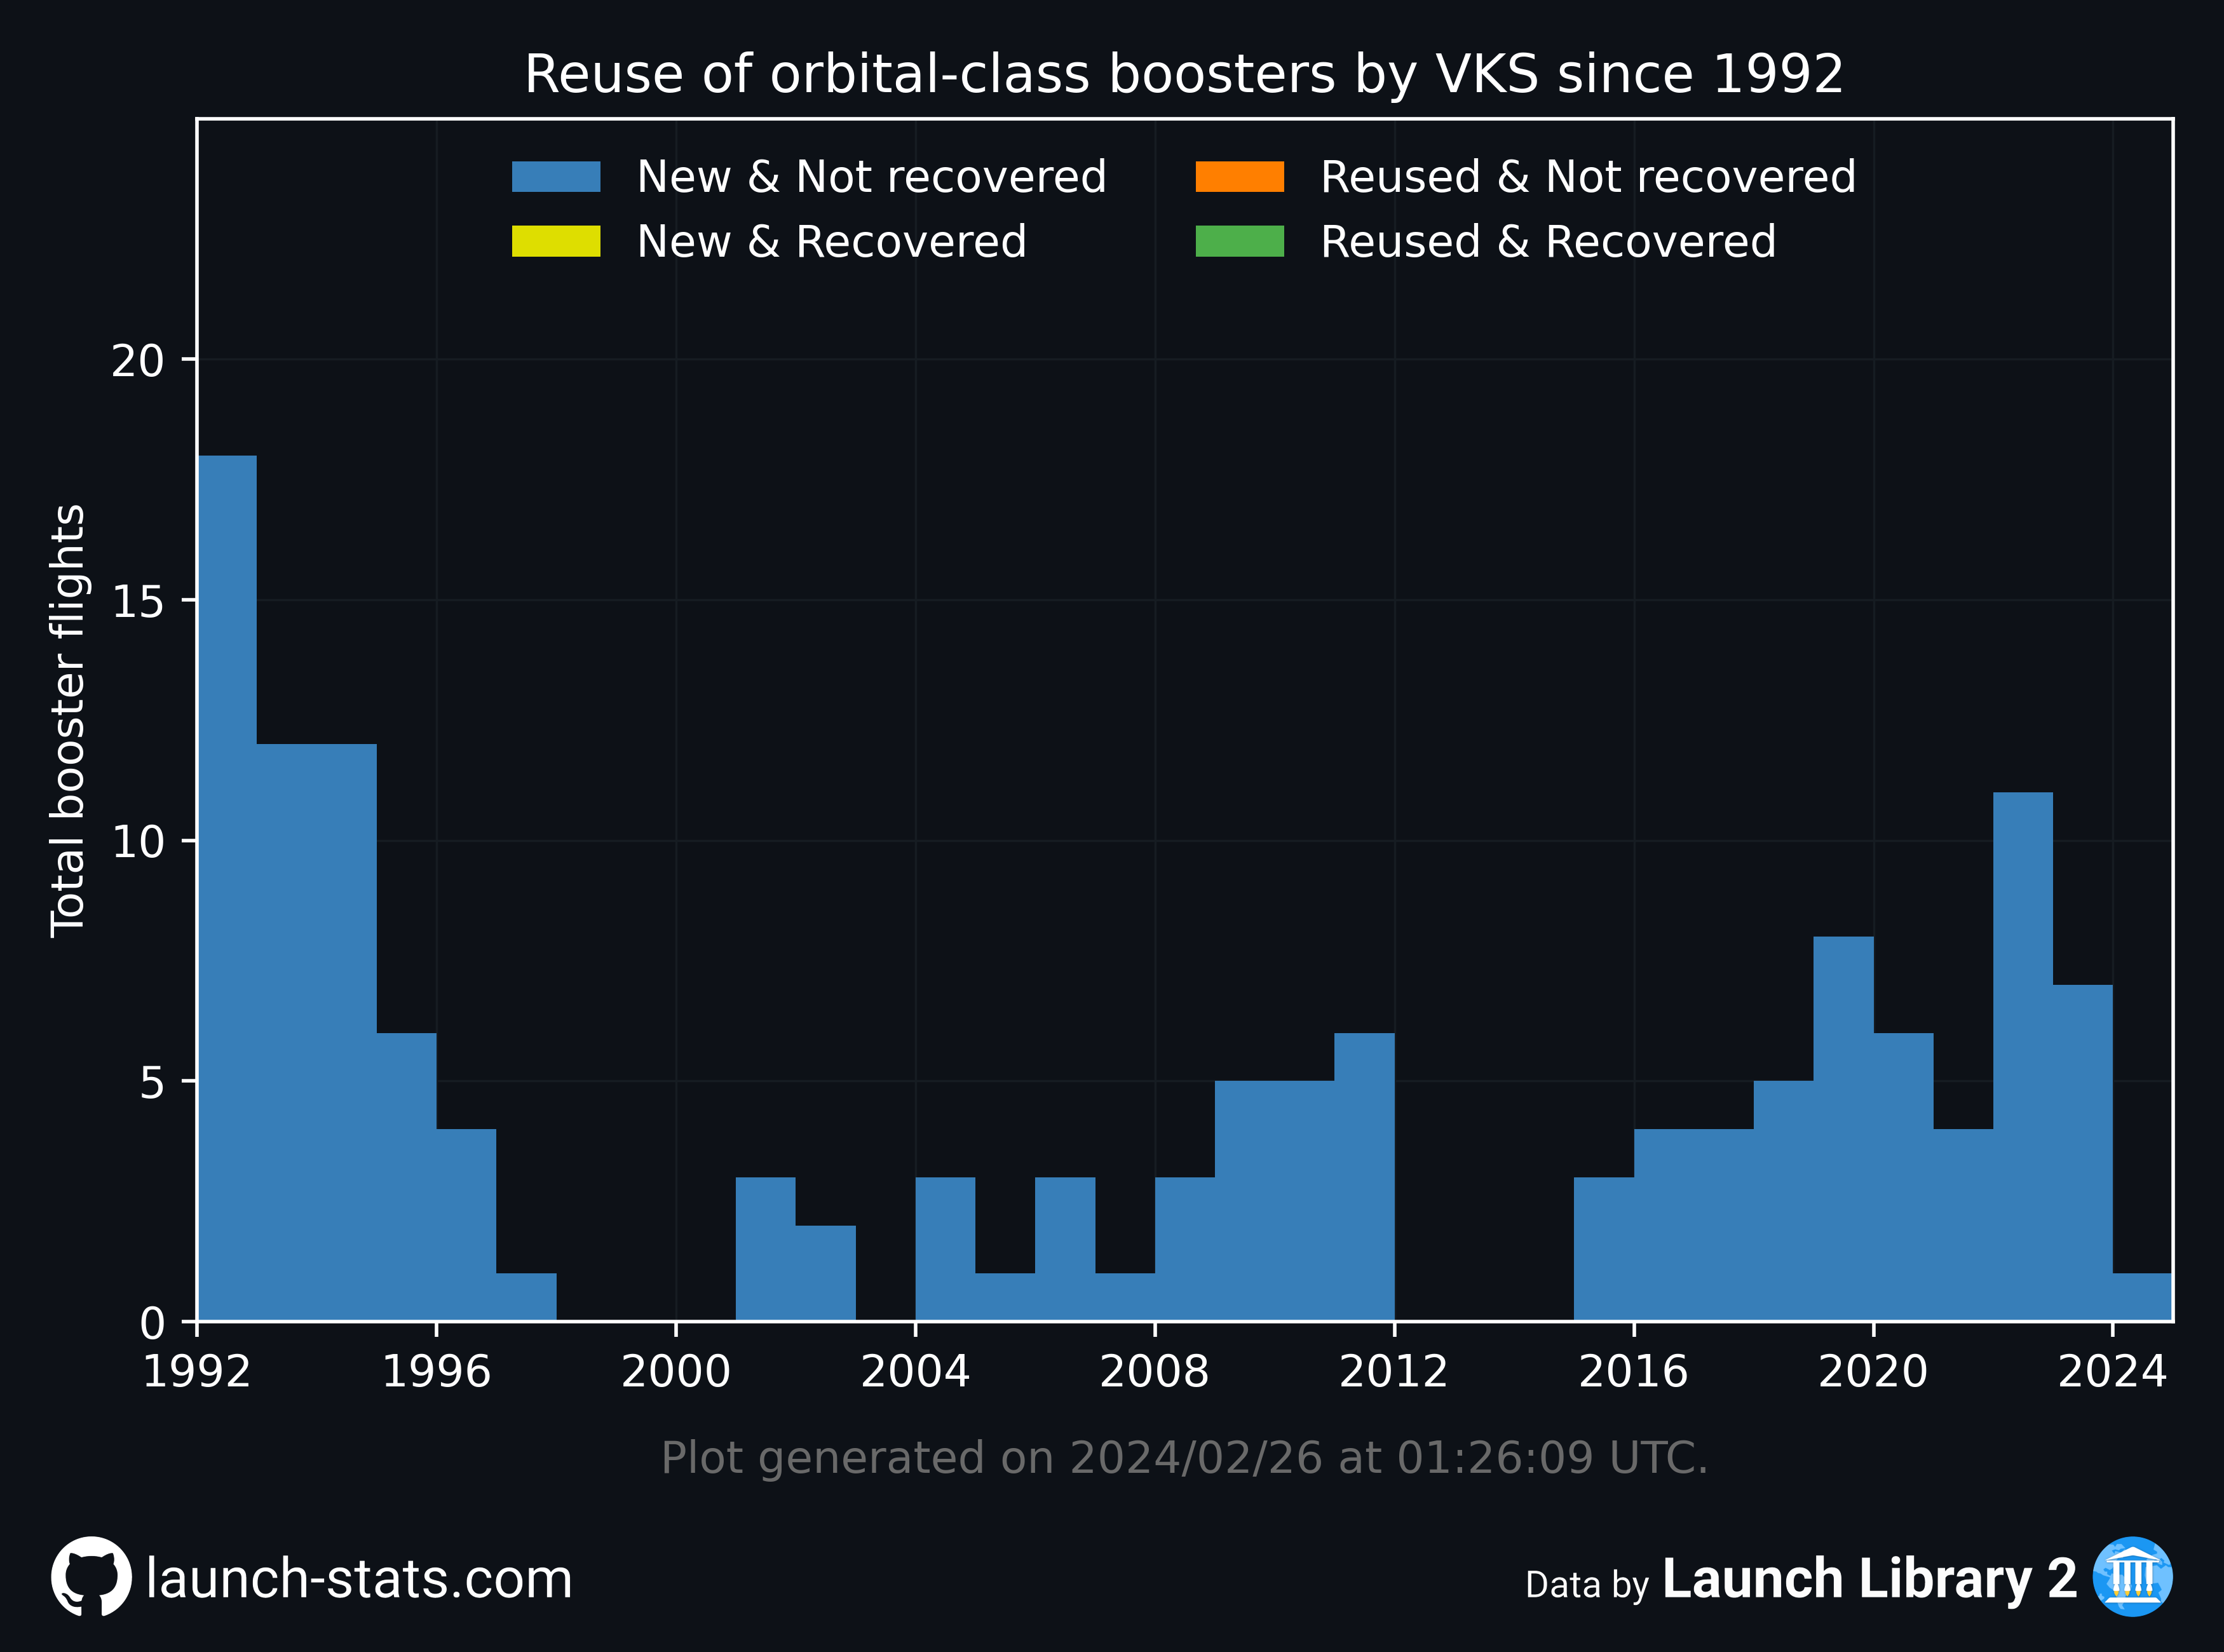 Reuse of orbital-class boosters by VKS since 1992
New & Not recovered
New & Recovered
Reused & Not recovered
Reused & Recovered
Total booster flights
20
15
10
5
0
1992 1996 2000 2004 2008 2012 2016 2020 2024
Plot generated on 2024/02/26 at 01:26:09 UTC.
launch-stats.com
Data by Launch Library 2